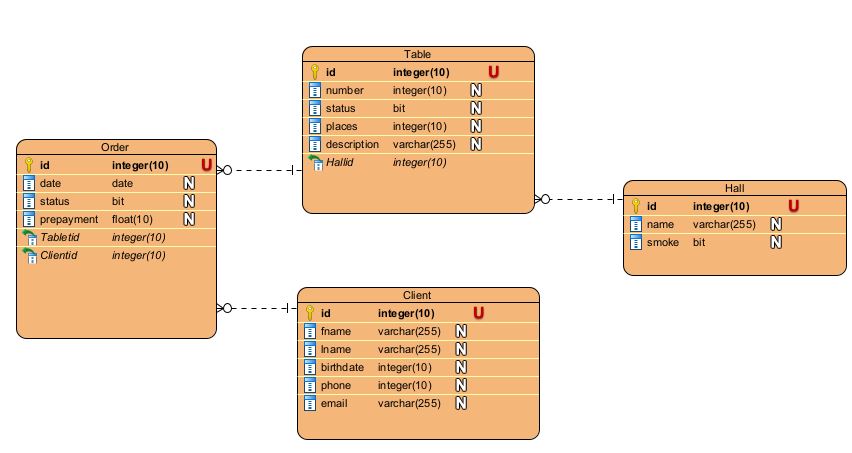 Table
id integer(10) U
number integer(10) N
status bit N
places integer(10) N
description varchar(255) N
Hallid integer(10)
Order
id integer(10) U
date date N
status bit N
prepayment float(10) N
Tabletid integer(10)
Clientid integer(10)
Hall
id integer(10) U
name varchar(255) N
smoke bit N
Client
id integer(10) U
fname varchar(255) N
lname varchar(255) N
birthdate integer(10) N
phone integer(10) N
email varchar(255) N